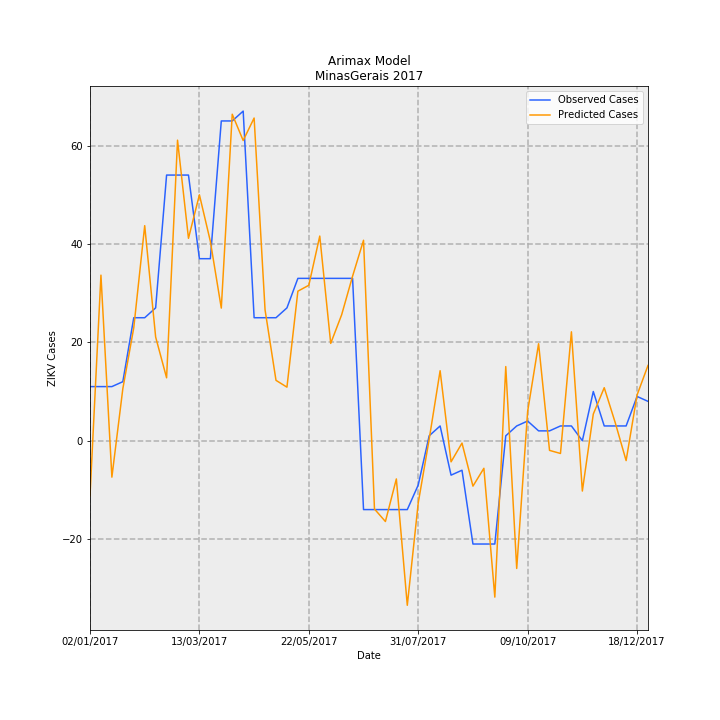 Arimax Model
MinasGerais 2017
Observed Cases
Predicted Cases
ZIKV Cases
60
40
20
0
−20
02/01/2017
13/03/2017
22/05/2017
31/07/2017
09/10/2017
18/12/2017
Date